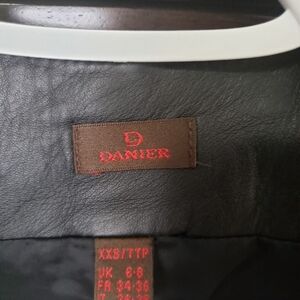 D
DANIER
XXS/TTP
UK 6-8
FR 34-36